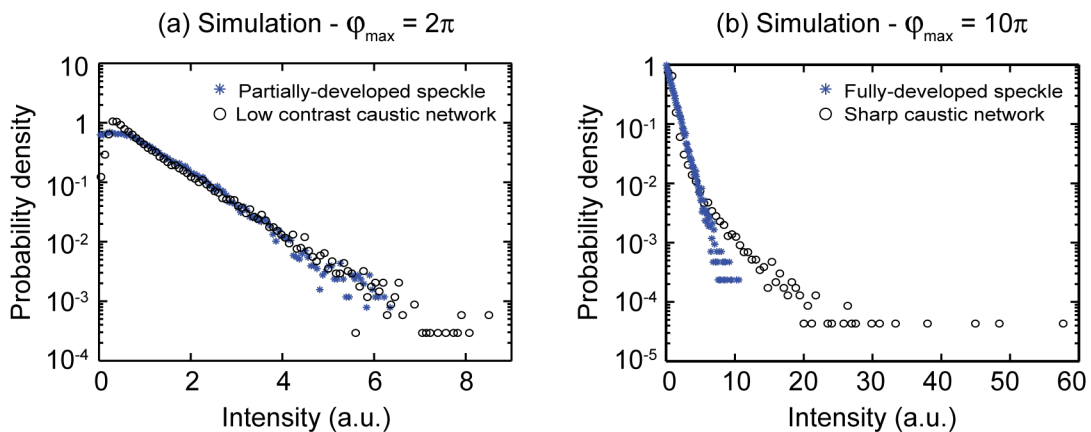 (a) Simulation - φmax = 2π
10
1
10-1
10-2
10-3
10-4
Probability density
* Partially-developed speckle
○ Low contrast caustic network
0 2 4 6 8
Intensity (a.u.)
(b) Simulation - φmax = 10π
1
10-1
10-2
10-3
10-4
10-5
Probability density
* Fully-developed speckle
○ Sharp caustic network
0 10 20 30 40 50 60
Intensity (a.u.)